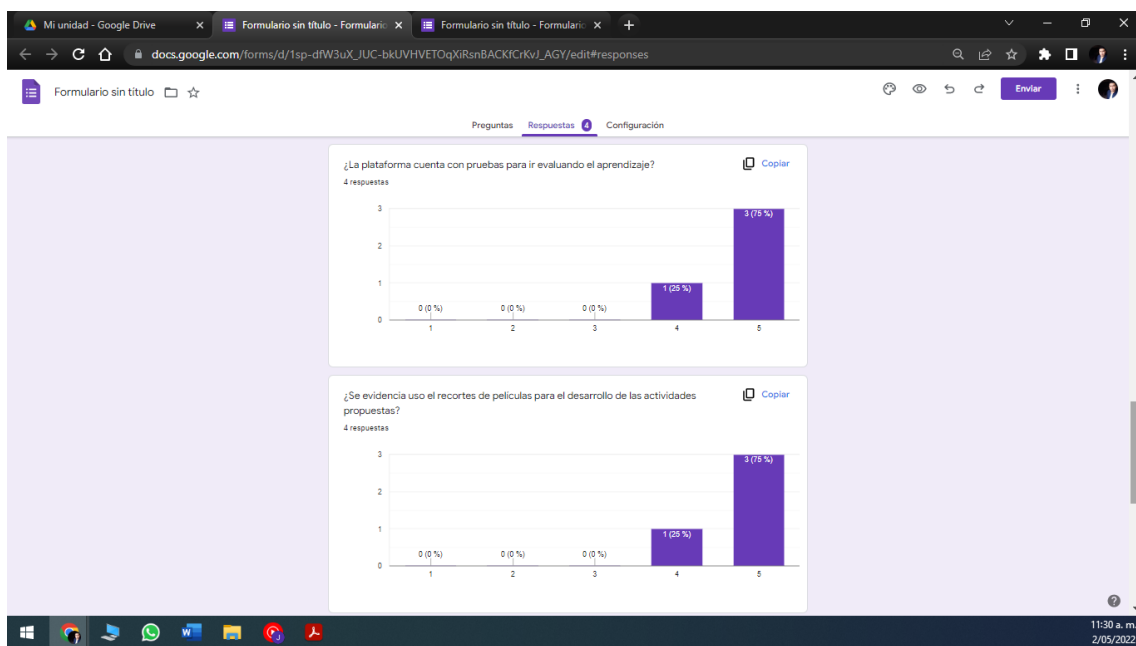 Mi unidad - Google Drive
Formulario sin título - Formulario
Formulario sin título - Formulario
docs.google.com/forms/d/1sp-dfW3uX_JUC-bkUVHVETOqXiRsnBACKfCrKvJ_AGY/edit#responses
Formulario sin título
Enviar
Preguntas Respuestas 4 Configuración
¿La plataforma cuenta con pruebas para ir evaluando el aprendizaje?
Copiar
4 respuestas
3
2
1
0
0 (0 %) 0 (0 %) 0 (0 %) 1 (25 %) 3 (75 %)
1 2 3 4 5
¿Se evidencia uso el recortes de peliculas para el desarrollo de las actividades
propuestas?
Copiar
4 respuestas
3
2
1
0
0 (0 %) 0 (0 %) 0 (0 %) 1 (25 %) 3 (75 %)
1 2 3 4 5
11:30 a. m.
2/05/2022